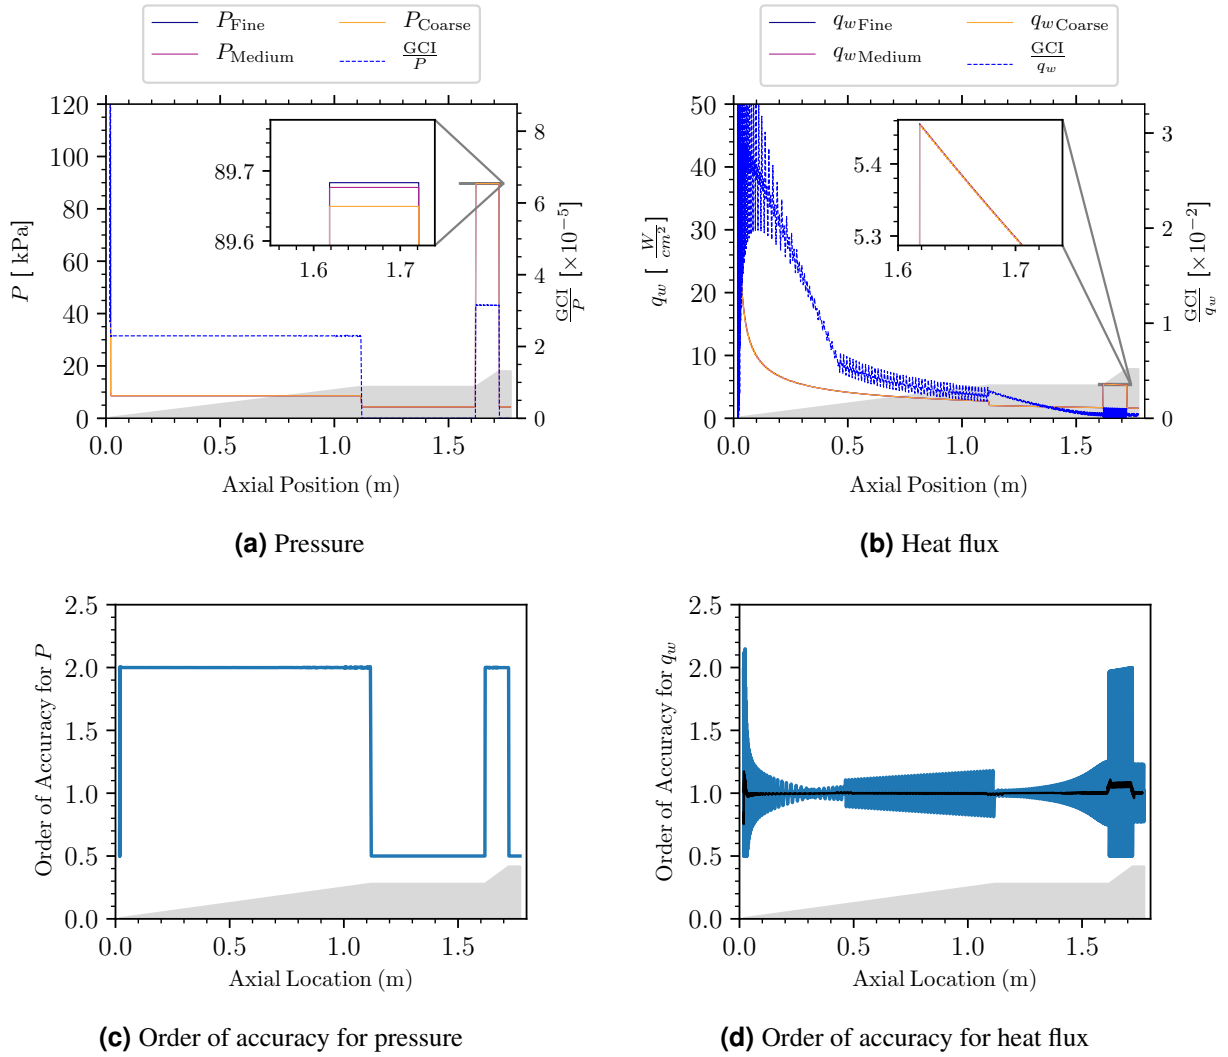 P_Fine P_Coarse
P_Medium GCI/P
120
100
80
60
40
20
0
P [ kPa]
89.7
89.6
1.6 1.7
8
6
4
2
0
GCI/P [×10⁻⁵]
0.0 0.5 1.0 1.5
Axial Position (m)
(a) Pressure
q_w Fine q_w Coarse
q_w Medium GCI/q_w
50
40
30
20
10
0
q_w [ W/cm² ]
5.4
5.3
1.6 1.7
3
2
1
0
GCI/q_w [×10⁻²]
0.0 0.5 1.0 1.5
Axial Position (m)
(b) Heat flux
2.5
2.0
1.5
1.0
0.5
0.0
Order of Accuracy for P
0.0 0.5 1.0 1.5
Axial Location (m)
(c) Order of accuracy for pressure
2.5
2.0
1.5
1.0
0.5
0.0
Order of Accuracy for q_w
0.0 0.5 1.0 1.5
Axial Location (m)
(d) Order of accuracy for heat flux